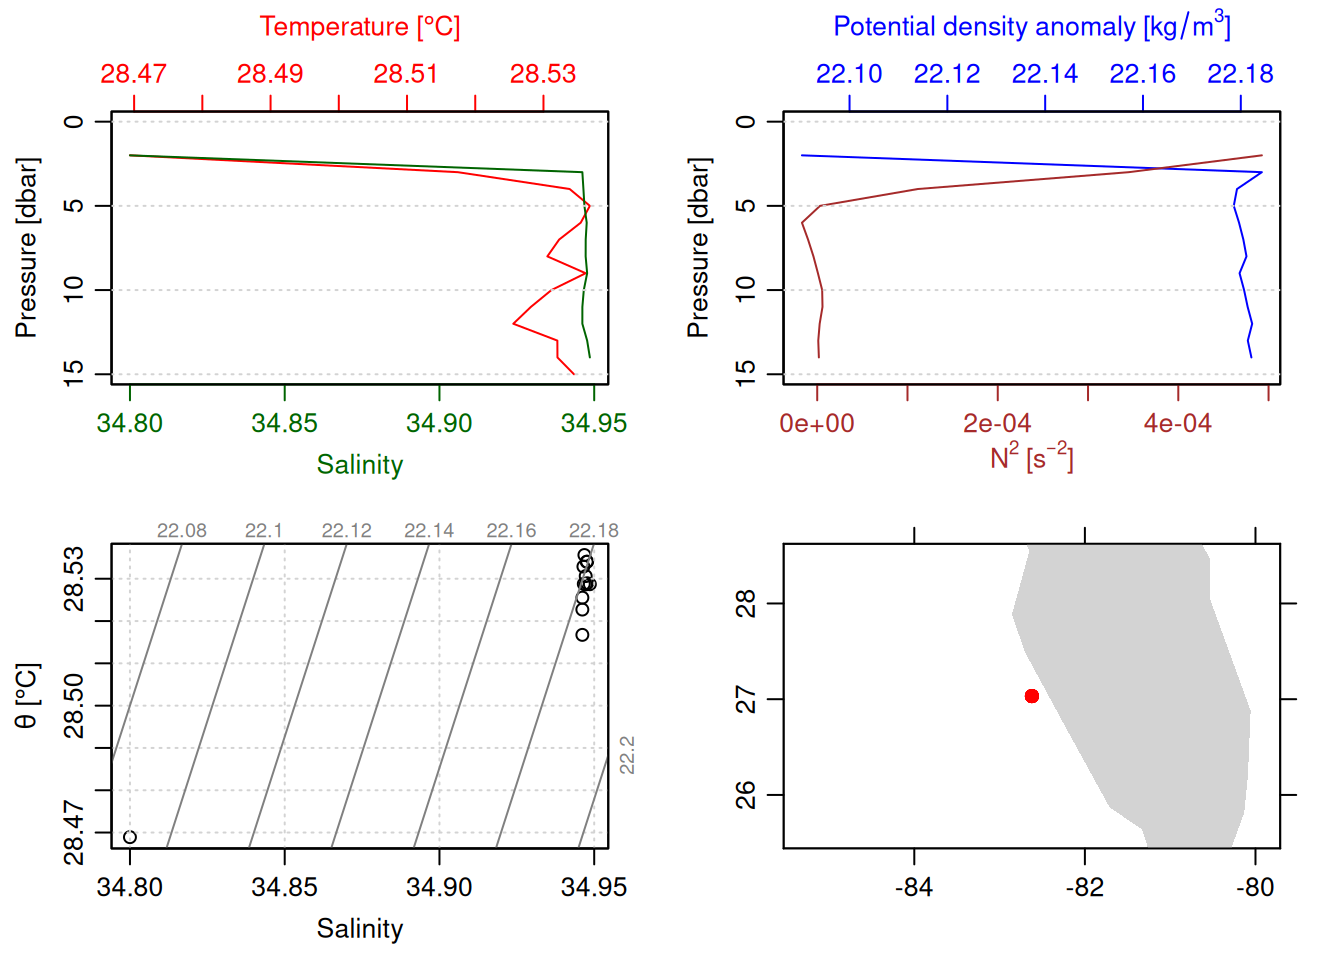 Temperature [°C]
28.47 28.49 28.51 28.53
Pressure [dbar]
0 5 10 15
34.80 34.85 34.90 34.95
Salinity
Potential density anomaly [kg/m³]
22.10 22.12 22.14 22.16 22.18
Pressure [dbar]
0 5 10 15
0e+00 2e-04 4e-04
N² [s⁻²]
22.08 22.1 22.12 22.14 22.16 22.18
22.2
θ [°C]
28.53 28.50 28.47
34.80 34.85 34.90 34.95
Salinity
28 27 26
-84 -82 -80